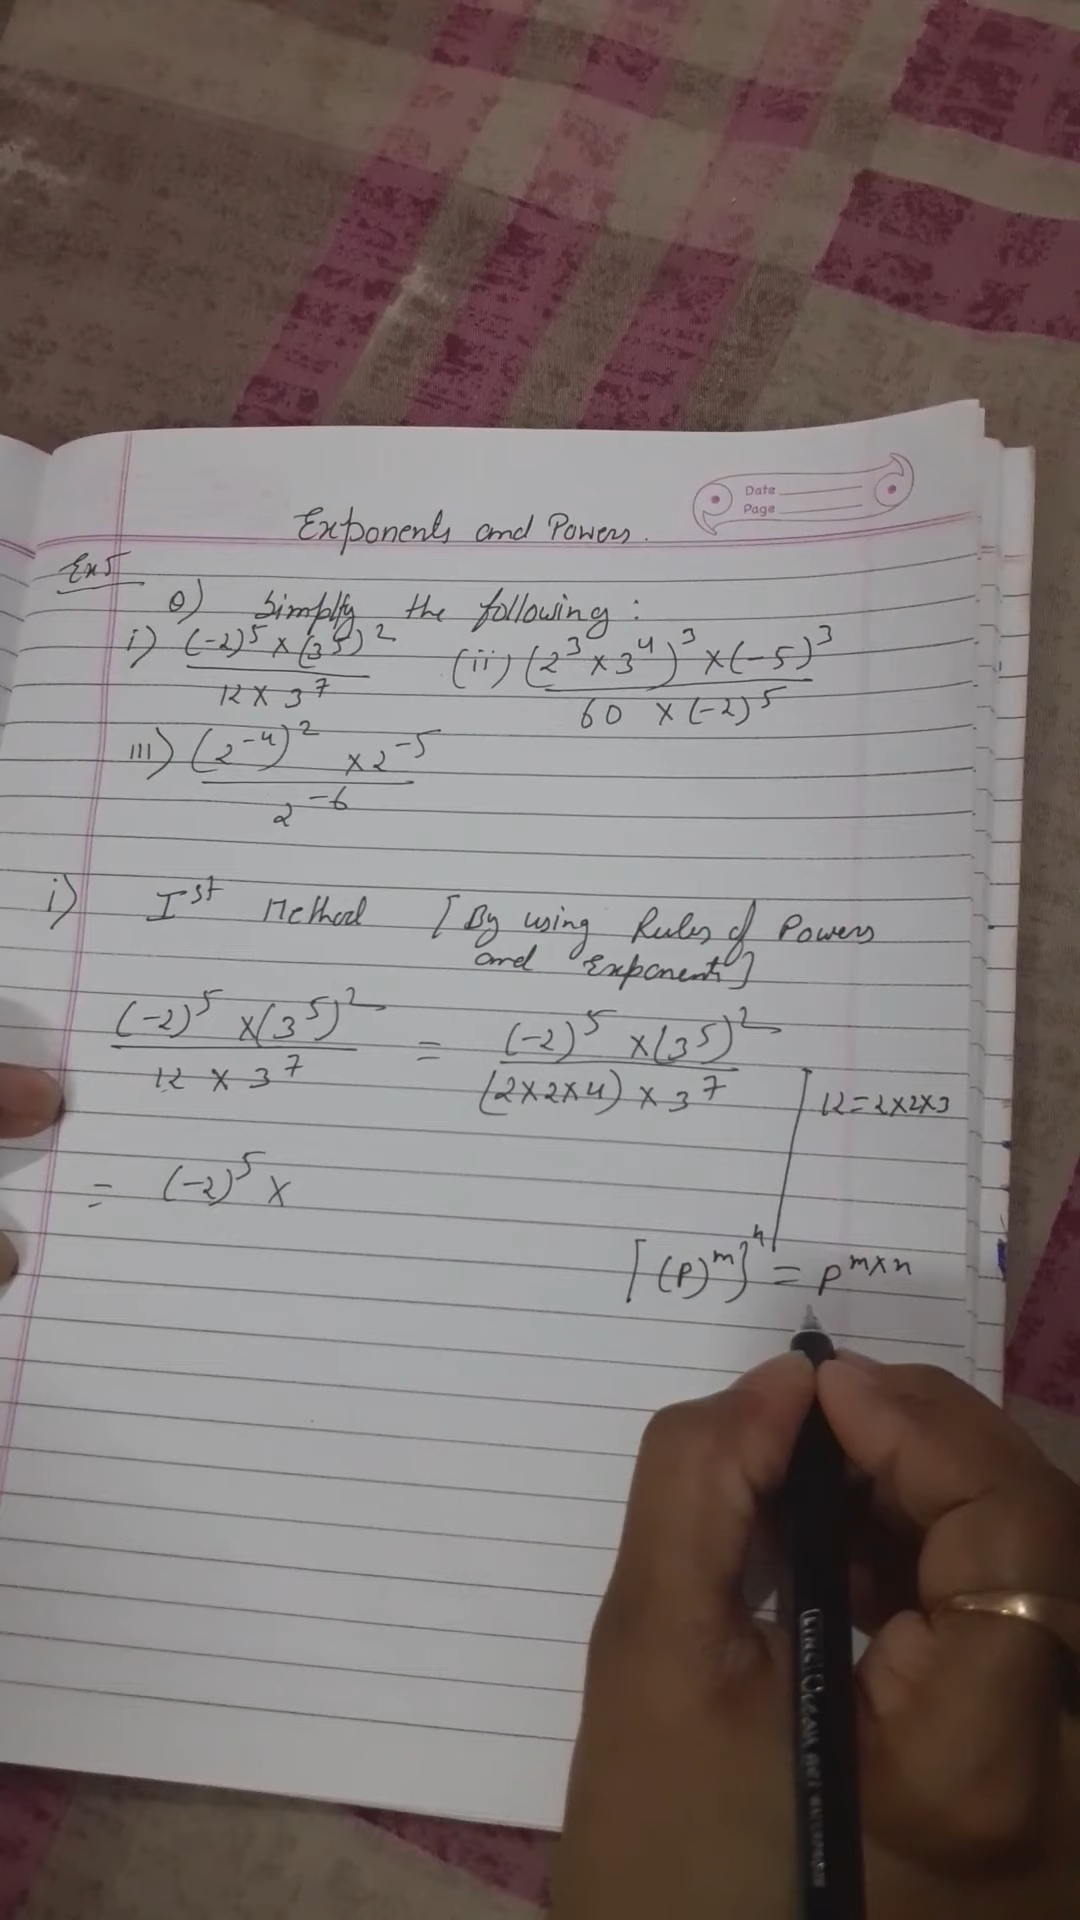 Date
Page
Exponents and Powers.
Ex 5
Q) Simplfy the following:
i) (-2)^5 × (3^5)^2 / 12 × 3^7 (ii) (2^3 × 3^4)^3 × (-5)^3 / 60 × (-2)^5
iii) (2^-4)^2 × 2^-5 / 2^-6
i) Ist Method [By using Rules of Powers
and Exponents]
(-2)^5 × (3^5)^2 / 12 × 3^7 = (-2)^5 × (3^5)^2 / (2×2×4) × 3^7
12=2×2×3
= (-2)^5 ×
[(P)^m]^n = P^m×n